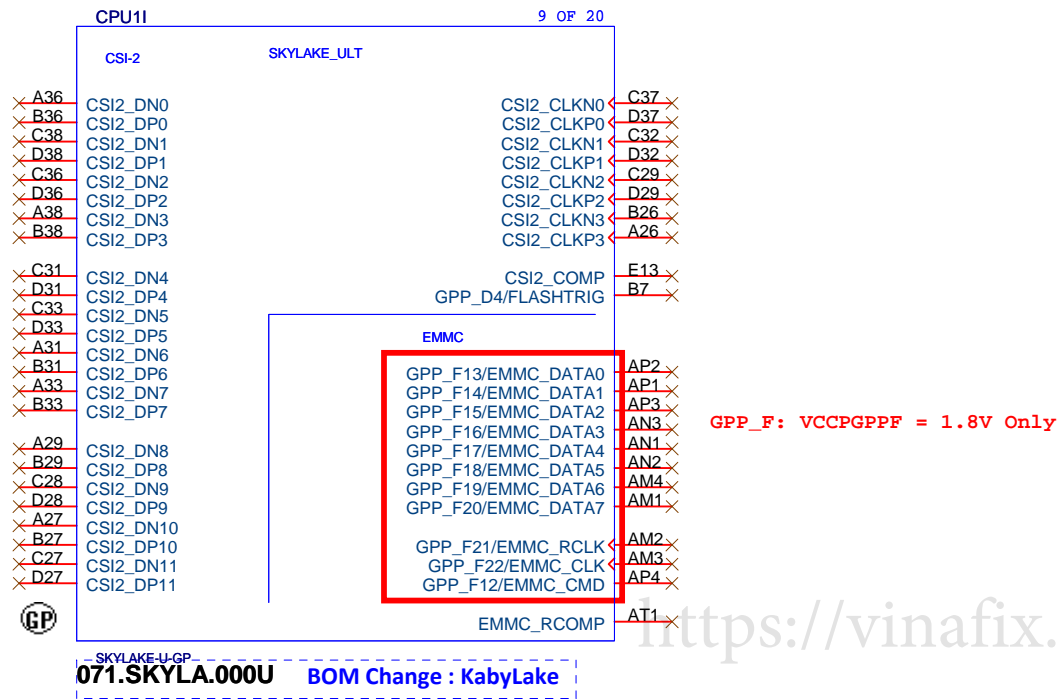 CPU1I 9 OF 20
CSI-2 SKYLAKE_ULT
A36 CSI2_DN0 CSI2_CLKN0 C37
B36 CSI2_DP0 CSI2_CLKP0 D37
C38 CSI2_DN1 CSI2_CLKN1 C32
D38 CSI2_DP1 CSI2_CLKP1 D32
C36 CSI2_DN2 CSI2_CLKN2 C29
D36 CSI2_DP2 CSI2_CLKP2 D29
A38 CSI2_DN3 CSI2_CLKN3 B26
B38 CSI2_DP3 CSI2_CLKP3 A26
C31 CSI2_DN4 CSI2_COMP E13
D31 CSI2_DP4 GPP_D4/FLASHTRIG B7
C33 CSI2_DN5
D33 CSI2_DP5 EMMC
A31 CSI2_DN6
B31 CSI2_DP6 GPP_F13/EMMC_DATA0 AP2
A33 CSI2_DN7 GPP_F14/EMMC_DATA1 AP1
B33 CSI2_DP7 GPP_F15/EMMC_DATA2 AP3
GPP_F16/EMMC_DATA3 AN3
GPP_F: VCCPGPPF = 1.8V Only
A29 CSI2_DN8 GPP_F17/EMMC_DATA4 AN1
B29 CSI2_DP8 GPP_F18/EMMC_DATA5 AN2
C28 CSI2_DN9 GPP_F19/EMMC_DATA6 AM4
D28 CSI2_DP9 GPP_F20/EMMC_DATA7 AM1
A27 CSI2_DN10
B27 CSI2_DP10 GPP_F21/EMMC_RCLK AM2
C27 CSI2_DN11 GPP_F22/EMMC_CLK AM3
D27 CSI2_DP11 GPP_F12/EMMC_CMD AP4
GP EMMC_RCOMP AT1
https://vinafix.
SKYLAKE-U-GP
071.SKYLA.000U BOM Change : KabyLake